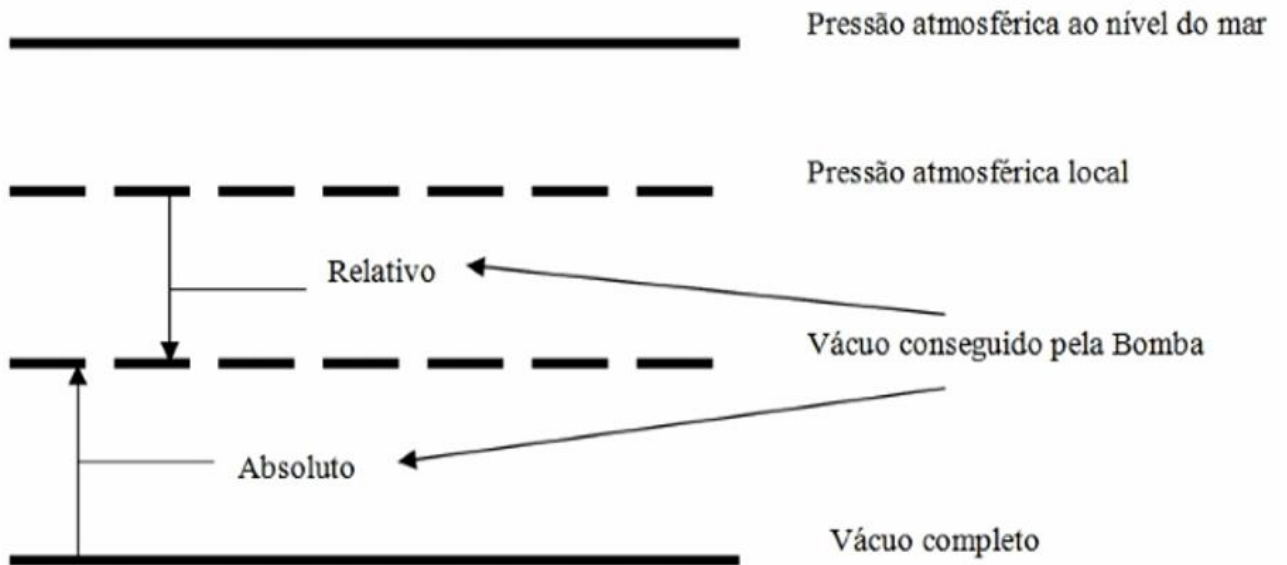 Pressão atmosférica ao nível do mar
Pressão atmosférica local
Relativo
Vácuo conseguido pela Bomba
Absoluto
Vácuo completo